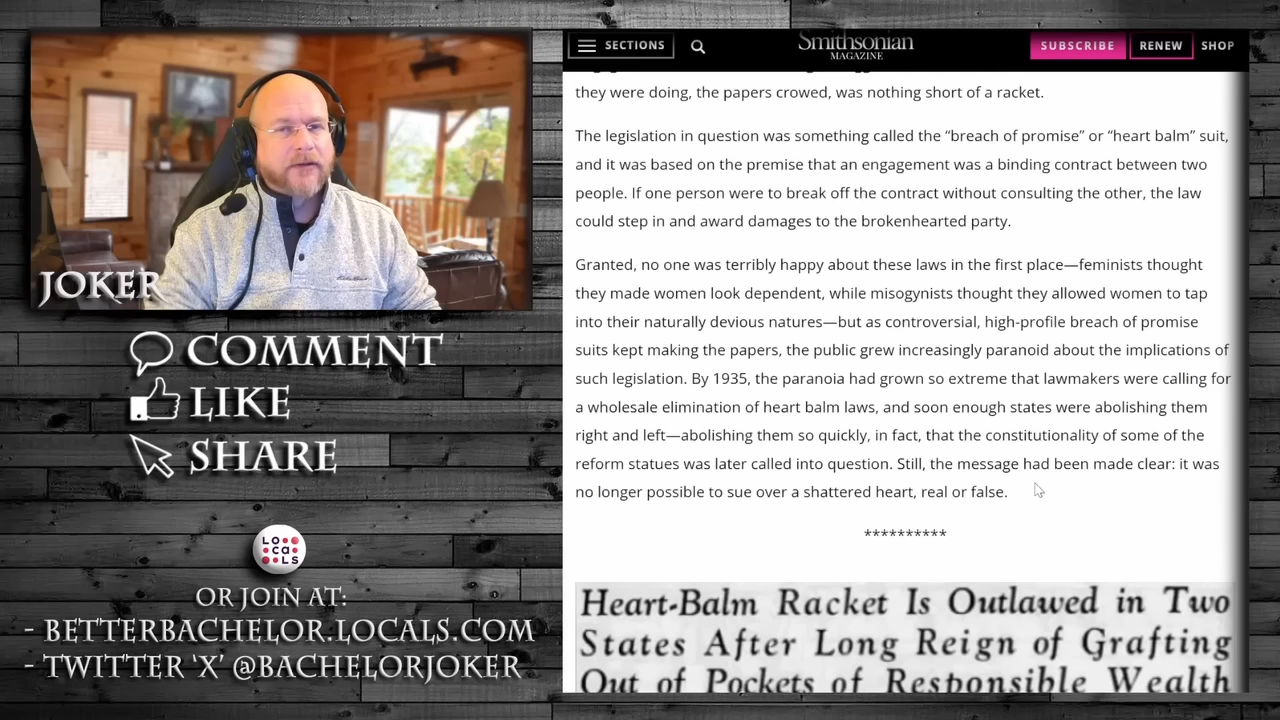 JOKER
COMMENT
LIKE
SHARE
LOCALS
OR JOIN AT:
- BETTERBACHELOR.LOCALS.COM
- TWITTER 'X' @BACHELORJOKER
SECTIONS
Smithsonian
MAGAZINE
SUBSCRIBE
RENEW
SHOP
they were doing, the papers crowed, was nothing short of a racket.
The legislation in question was something called the “breach of promise” or “heart balm” suit,
and it was based on the premise that an engagement was a binding contract between two
people. If one person were to break off the contract without consulting the other, the law
could step in and award damages to the brokenhearted party.
Granted, no one was terribly happy about these laws in the first place—feminists thought
they made women look dependent, while misogynists thought they allowed women to tap
into their naturally devious natures—but as controversial, high-profile breach of promise
suits kept making the papers, the public grew increasingly paranoid about the implications of
such legislation. By 1935, the paranoia had grown so extreme that lawmakers were calling for
a wholesale elimination of heart balm laws, and soon enough states were abolishing them
right and left—abolishing them so quickly, in fact, that the constitutionality of some of the
reform statues was later called into question. Still, the message had been made clear: it was
no longer possible to sue over a shattered heart, real or false.
**********
Heart-Balm Racket Is Outlawed in Two
States After Long Reign of Grafting
Out of Pockets of Responsible Wealth